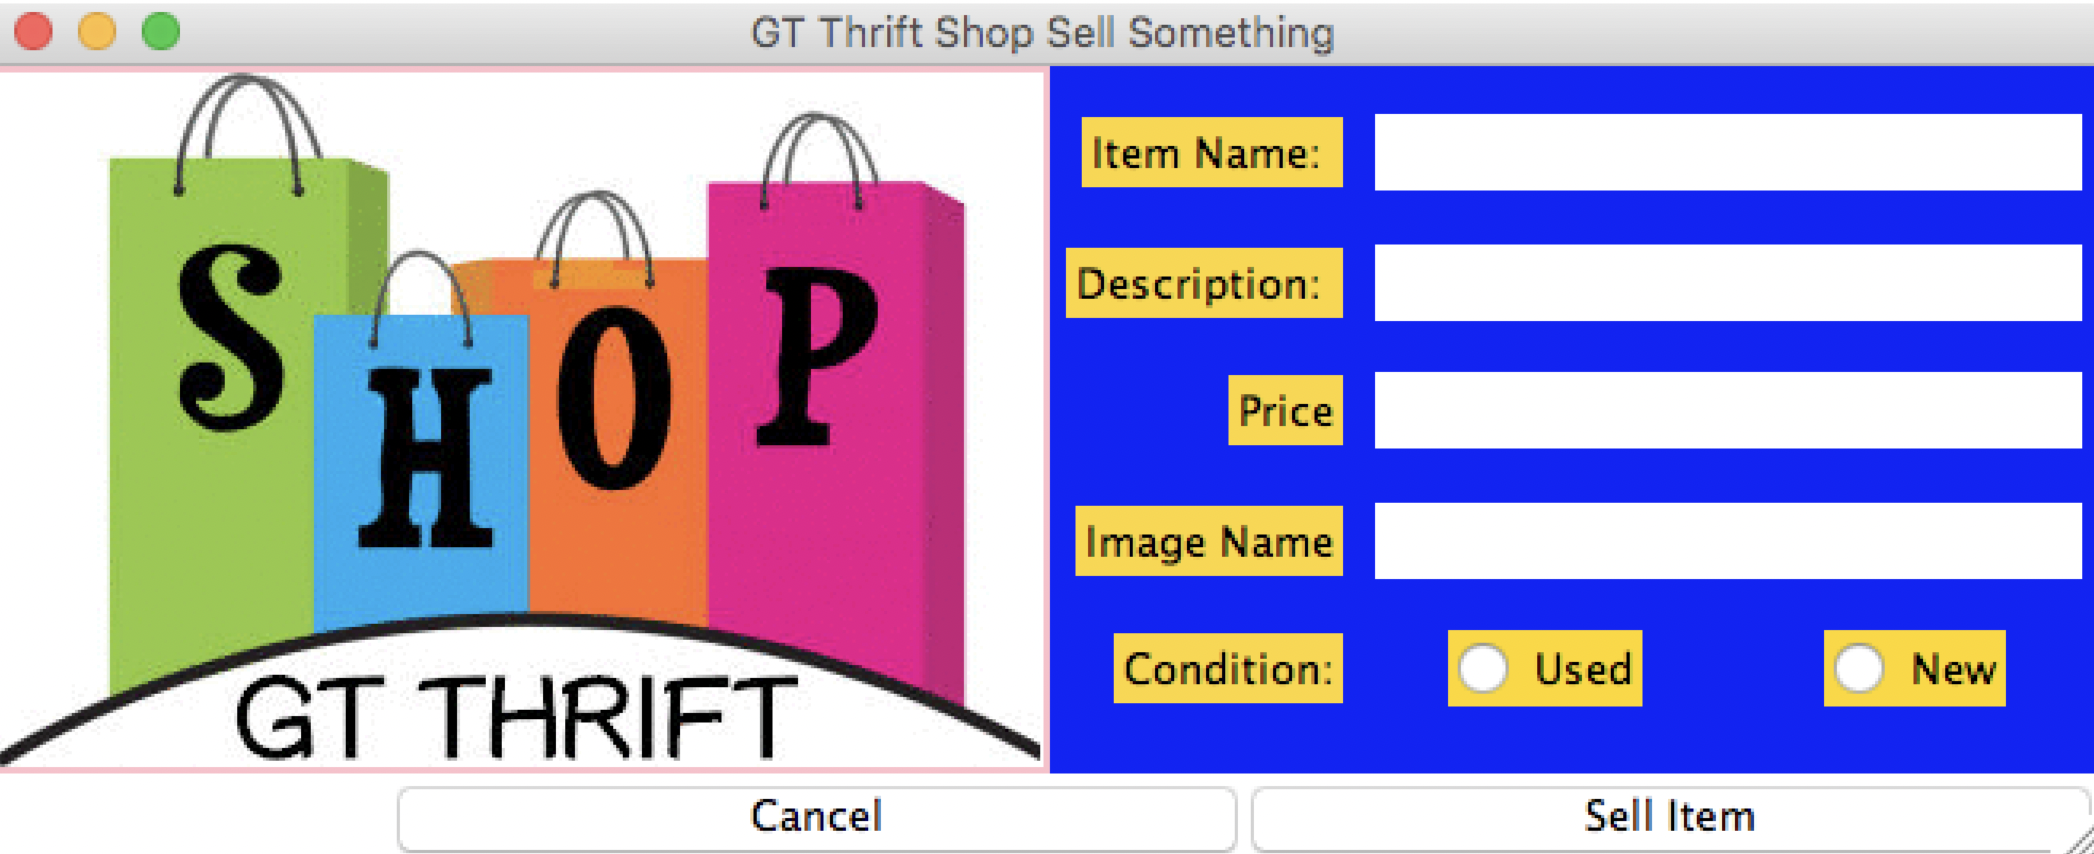 GT Thrift Shop Sell Something
SHOP
GT THRIFT
Item Name:
Description:
Price
Image Name
Condition: Used New
Cancel Sell Item